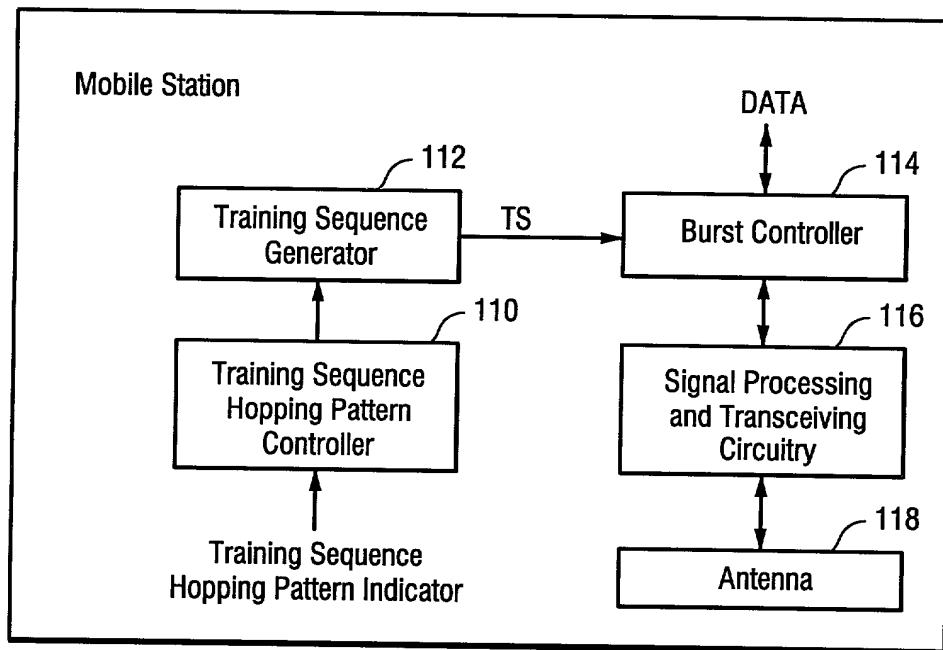 Mobile Station
DATA
112
114
Training Sequence
Generator
TS
Burst Controller
110
116
Training Sequence
Hopping Pattern
Controller
Signal Processing
and Transceiving
Circuitry
118
Training Sequence
Hopping Pattern Indicator
Antenna